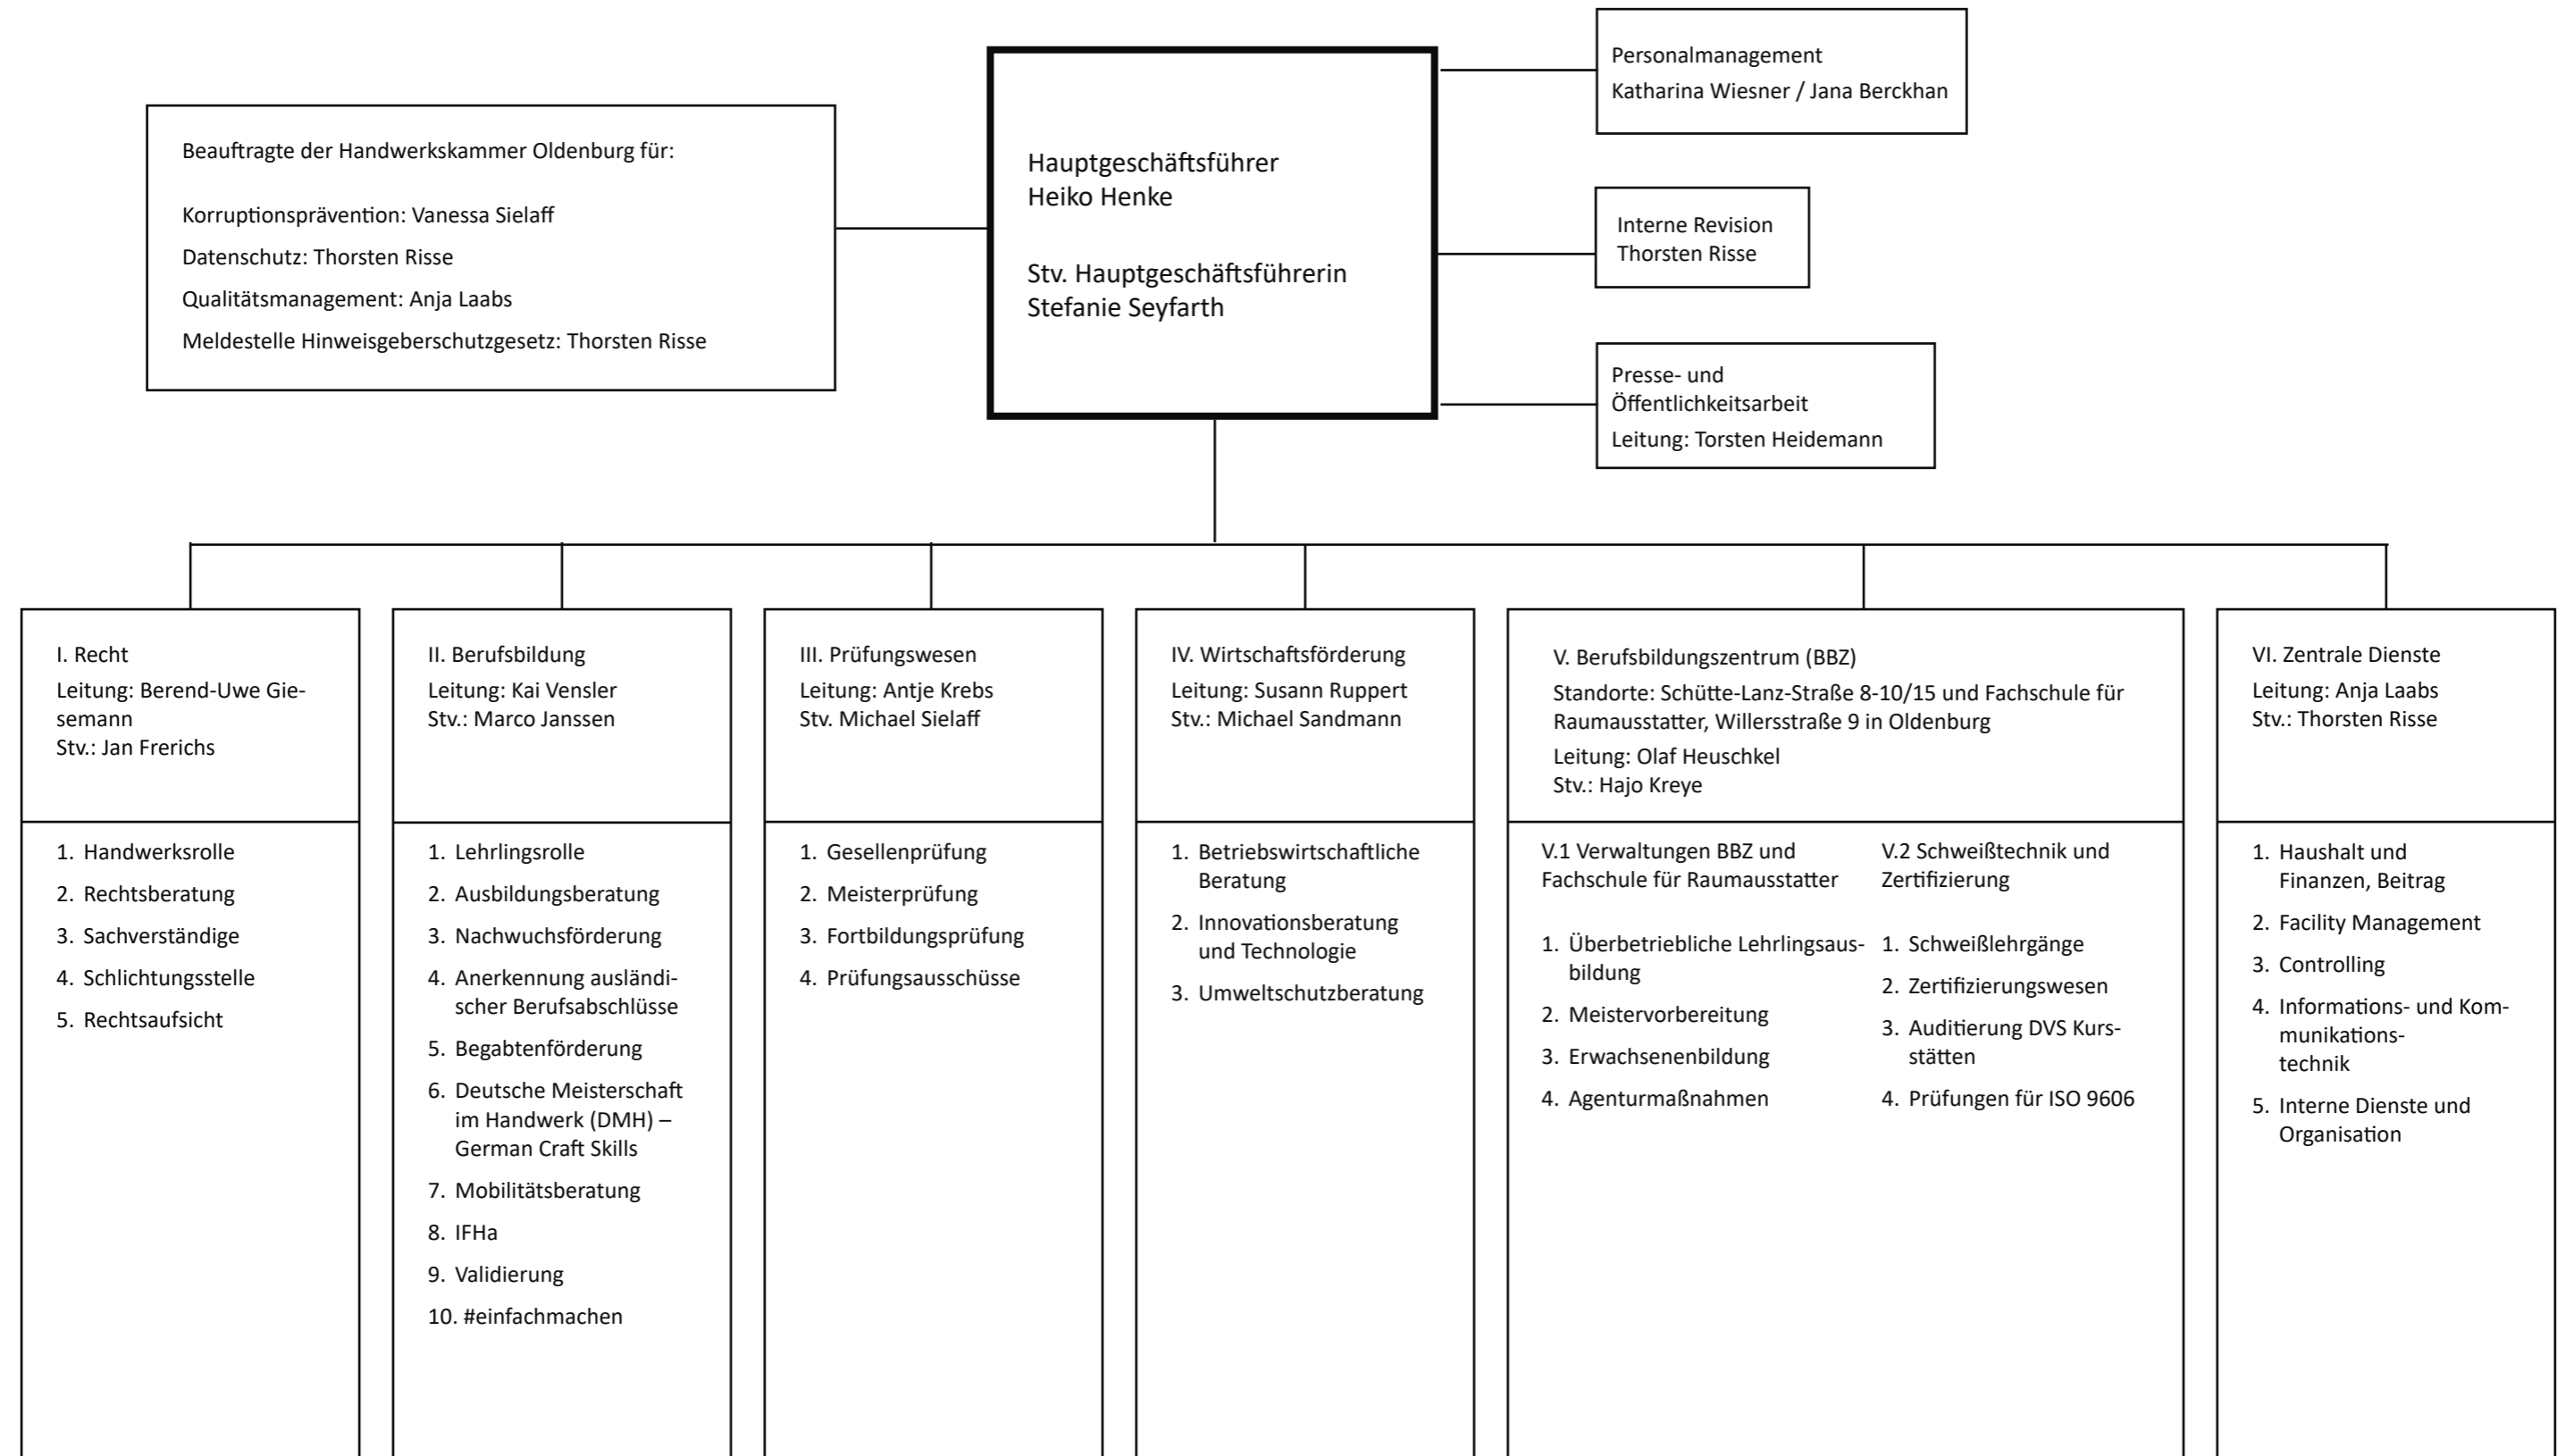 Personalmanagement
Katharina Wiesner / Jana Berckhan
Beauftragte der Handwerkskammer Oldenburg für:
Korruptionsprävention: Vanessa Sielaff
Datenschutz: Thorsten Risse
Qualitätsmanagement: Anja Laabs
Meldestelle Hinweisgeberschutzgesetz: Thorsten Risse
Hauptgeschäftsführer
Heiko Henke
Stv. Hauptgeschäftsführerin
Stefanie Seyfarth
Interne Revision
Thorsten Risse
Presse- und
Öffentlichkeitsarbeit
Leitung: Torsten Heidemann
I. Recht
Leitung: Berend-Uwe Gie-
semann
Stv.: Jan Frerichs
1. Handwerksrolle
2. Rechtsberatung
3. Sachverständige
4. Schlichtungsstelle
5. Rechtsaufsicht
II. Berufsbildung
Leitung: Kai Vensler
Stv.: Marco Janssen
1. Lehrlingsrolle
2. Ausbildungsberatung
3. Nachwuchsförderung
4. Anerkennung ausländi-
scher Berufsabschlüsse
5. Begabtenförderung
6. Deutsche Meisterschaft
im Handwerk (DMH) –
German Craft Skills
7. Mobilitätsberatung
8. IFHa
9. Validierung
10. #einfachmachen
III. Prüfungswesen
Leitung: Antje Krebs
Stv. Michael Sielaff
1. Gesellenprüfung
2. Meisterprüfung
3. Fortbildungsprüfung
4. Prüfungsausschüsse
IV. Wirtschaftsförderung
Leitung: Susann Ruppert
Stv.: Michael Sandmann
1. Betriebswirtschaftliche
Beratung
2. Innovationsberatung
und Technologie
3. Umweltschutzberatung
V. Berufsbildungszentrum (BBZ)
Standorte: Schütte-Lanz-Straße 8-10/15 und Fachschule für
Raumausstatter, Willersstraße 9 in Oldenburg
Leitung: Olaf Heuschkel
Stv.: Hajo Kreye
V.1 Verwaltungen BBZ und
Fachschule für Raumausstatter
1. Überbetriebliche Lehrlingsaus-
bildung
2. Meistervorbereitung
3. Erwachsenenbildung
4. Agenturmaßnahmen
V.2 Schweißtechnik und
Zertifizierung
1. Schweißlehrgänge
2. Zertifizierungswesen
3. Auditierung DVS Kurs-
stätten
4. Prüfungen für ISO 9606
VI. Zentrale Dienste
Leitung: Anja Laabs
Stv.: Thorsten Risse
1. Haushalt und
Finanzen, Beitrag
2. Facility Management
3. Controlling
4. Informations- und Kom-
munikations-
technik
5. Interne Dienste und
Organisation